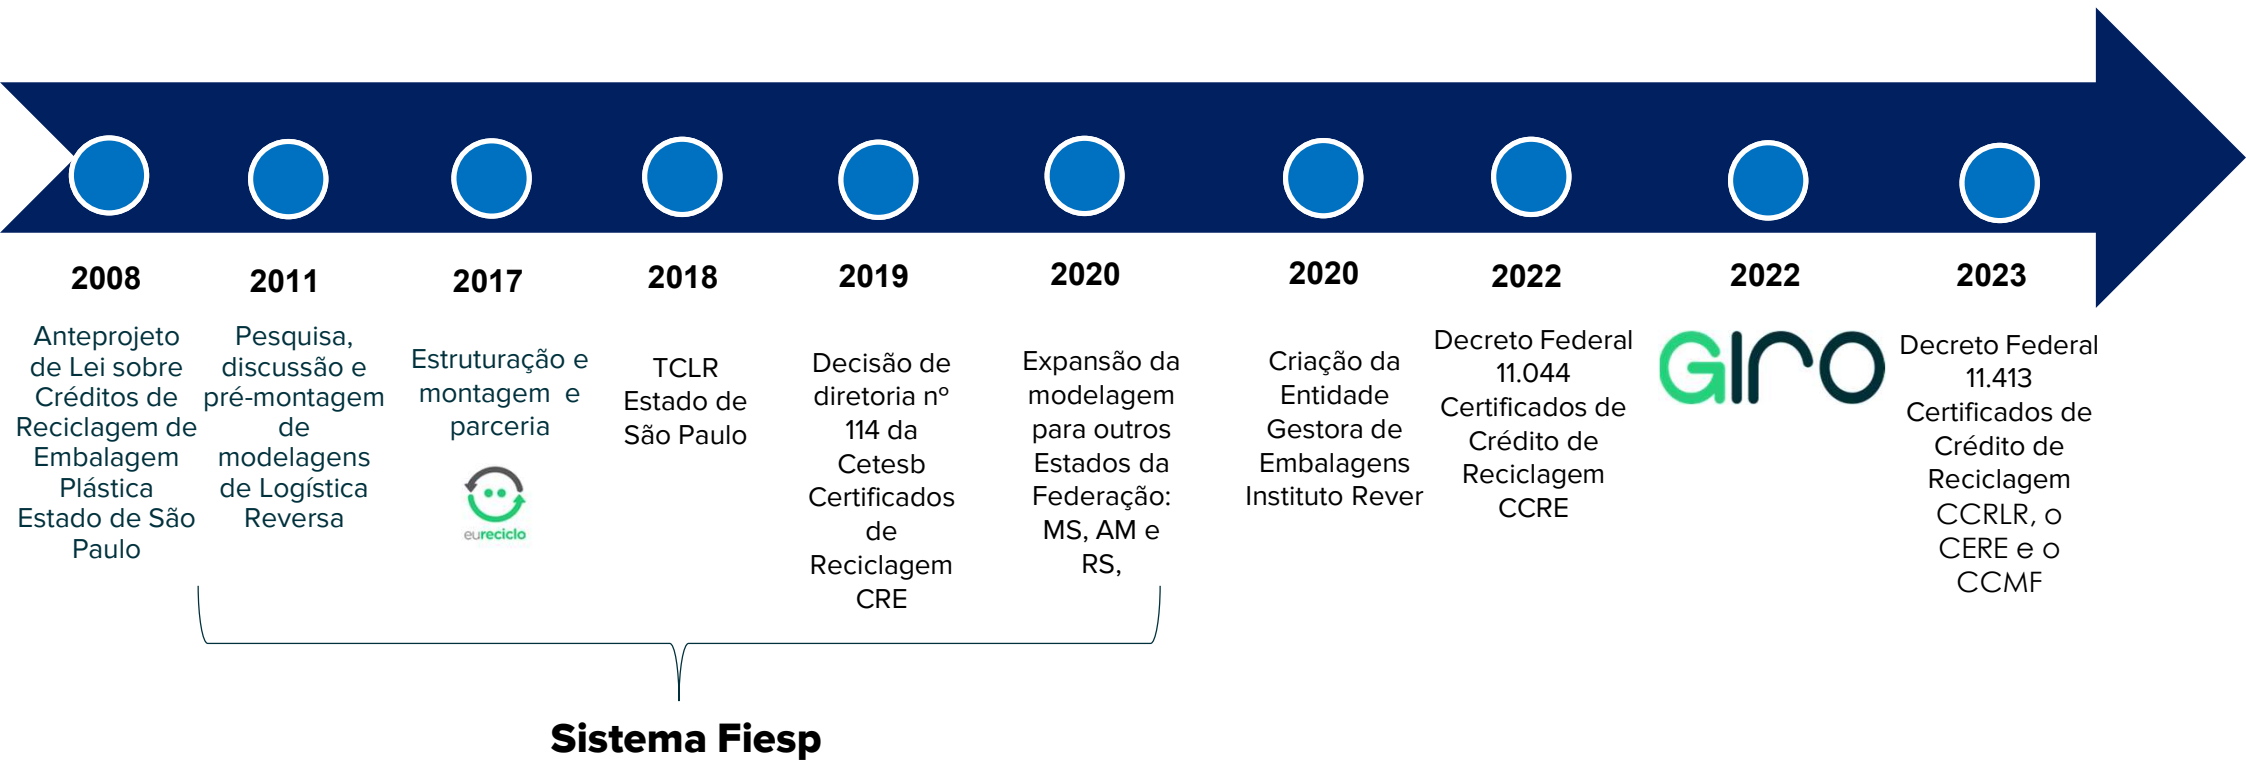 2008
Anteprojeto
de Lei sobre
Créditos de
Reciclagem de
Embalagem
Plástica
Estado de São
Paulo
2011
Pesquisa,
discussão e
pré-montagem
de
modelagens
de Logística
Reversa
2017
Estruturação e
montagem e
parceria
eureciclo
2018
TCLR
Estado de
São Paulo
2019
Decisão de
diretoria nº
114 da
Cetesb
Certificados
de
Reciclagem
CRE
2020
Expansão da
modelagem
para outros
Estados da
Federação:
MS, AM e
RS,
2020
Criação da
Entidade
Gestora de
Embalagens
Instituto Rever
2022
Decreto Federal
11.044
Certificados de
Crédito de
Reciclagem
CCRE
2022
GIRO
2023
Decreto Federal
11.413
Certificados de
Crédito de
Reciclagem
CCRLR, o
CERE e o
CCMF
Sistema Fiesp